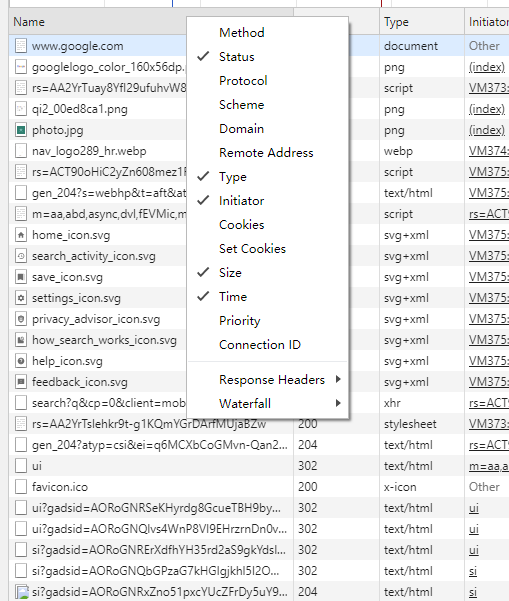 Name Type Initiator
Method
Status
Protocol
Scheme
Domain
Remote Address
Type
Initiator
Cookies
Set Cookies
Size
Time
Priority
Connection ID
Response Headers
Waterfall
www.google.com document Other
googlelogo_color_160x56dp. png (index)
rs=AA2YrTuay8Yfl29ufuhvW8 script VM373:
qi2_00ed8ca1.png png (index)
photo.jpg png (index)
nav_logo289_hr.webp webp VM374:
rs=ACT90oHiC2yZn608mez1F script VM375:
gen_204?s=webhp&t=aft&at text/html VM375:
m=aa,abd,async,dvl,fEVMic,m script rs=ACT9
home_icon.svg svg+xml VM375:
search_activity_icon.svg svg+xml VM375:
save_icon.svg svg+xml VM375:
settings_icon.svg svg+xml VM375:
privacy_advisor_icon.svg svg+xml VM375:
how_search_works_icon.svg svg+xml VM375:
help_icon.svg svg+xml VM375:
feedback_icon.svg svg+xml VM375:
search?q&cp=0&client=mob xhr rs=ACT9
rs=AA2YrTslehkr9t-g1KQmYGrDArfMUjaBZw 200 stylesheet VM373:
gen_204?atyp=csi&ei=q6MCXbCoGMvn-Qan2... 204 text/html rs=ACT9
ui 302 text/html m=aa,a
favicon.ico 200 x-icon Other
ui?gadsid=AORoGNRSeKHyrdg8GcueTBH9by... 302 text/html ui
ui?gadsid=AORoGNQIvs4WnP8VI9EHrzrnDn0v... 302 text/html ui
si?gadsid=AORoGNRErXdfhYH35rd2aS9gkYdsI... 302 text/html ui
si?gadsid=AORoGNQbGPzaG7kHGIgjkhl5I2O... 302 text/html si
si?gadsid=AORoGNRxZno51pxcYUcZFrDy5uY9... 204 text/html si